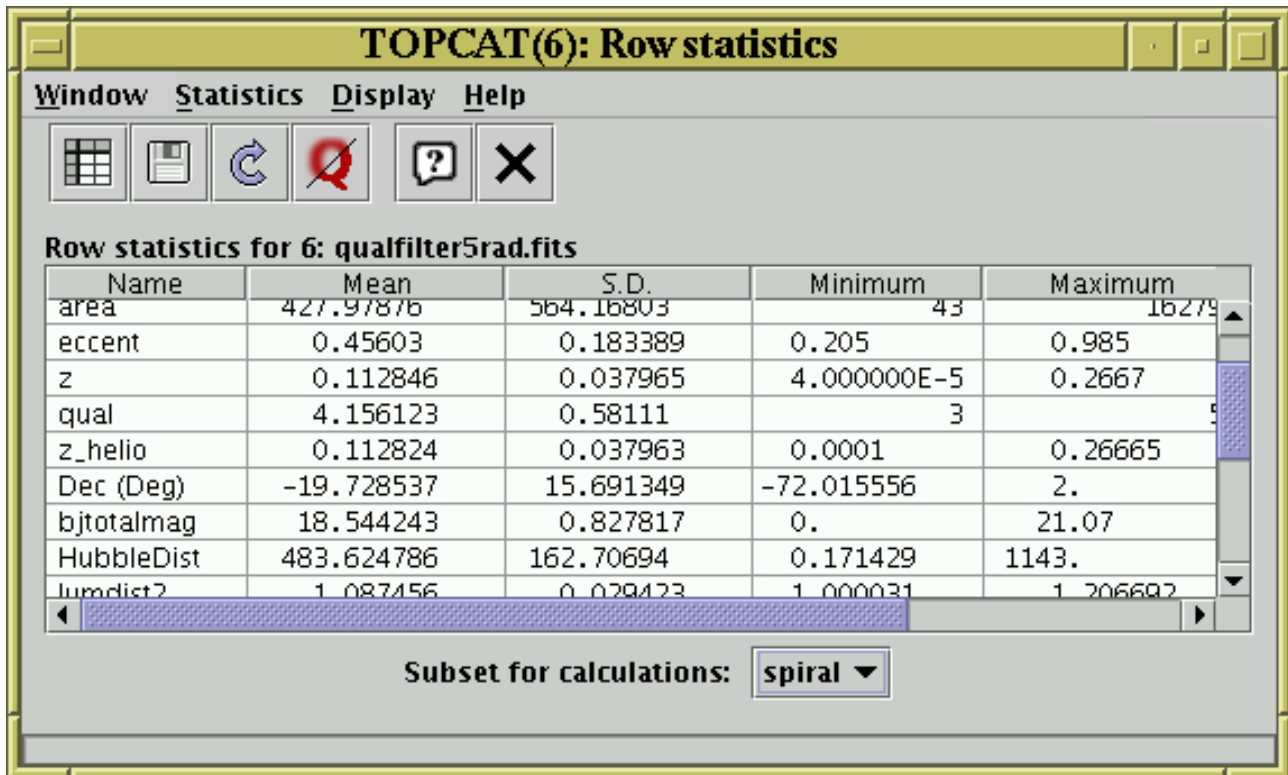 TOPCAT(6): Row statistics
Window Statistics Display Help
Q ?
Row statistics for 6: qualfilter5rad.fits
Name Mean S.D. Minimum Maximum
area 427.97876 564.16803 43 16279
eccent 0.45603 0.183389 0.205 0.985
z 0.112846 0.037965 4.000000E-5 0.2667
qual 4.156123 0.58111 3 5
z_helio 0.112824 0.037963 0.0001 0.26665
Dec (Deg) -19.728537 15.691349 -72.015556 2.
bjtotalmag 18.544243 0.827817 0. 21.07
HubbleDist 483.624786 162.70694 0.171429 1143.
lumdist2 1.087456 0.029423 1.000031 1.206692
Subset for calculations: spiral